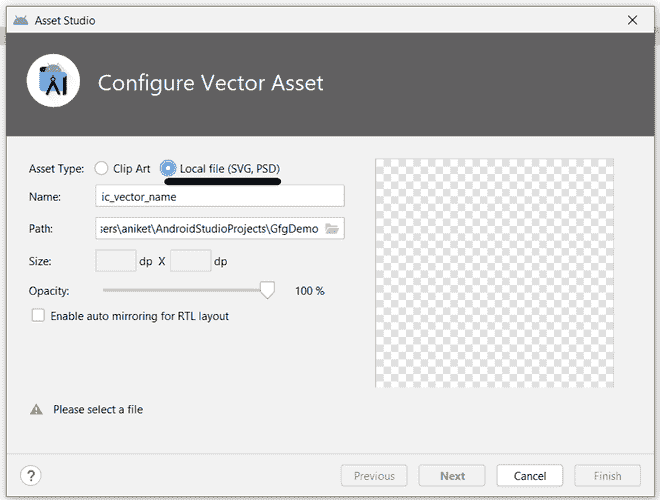 Asset Studio
Configure Vector Asset
Asset Type: Clip Art Local file (SVG, PSD)
Name: ic_vector_name
Path: sers\aniket\AndroidStudioProjects\GfgDemo
Size: dp X dp
Opacity: 100 %
Enable auto mirroring for RTL layout
Please select a file
? Previous Next Cancel Finish